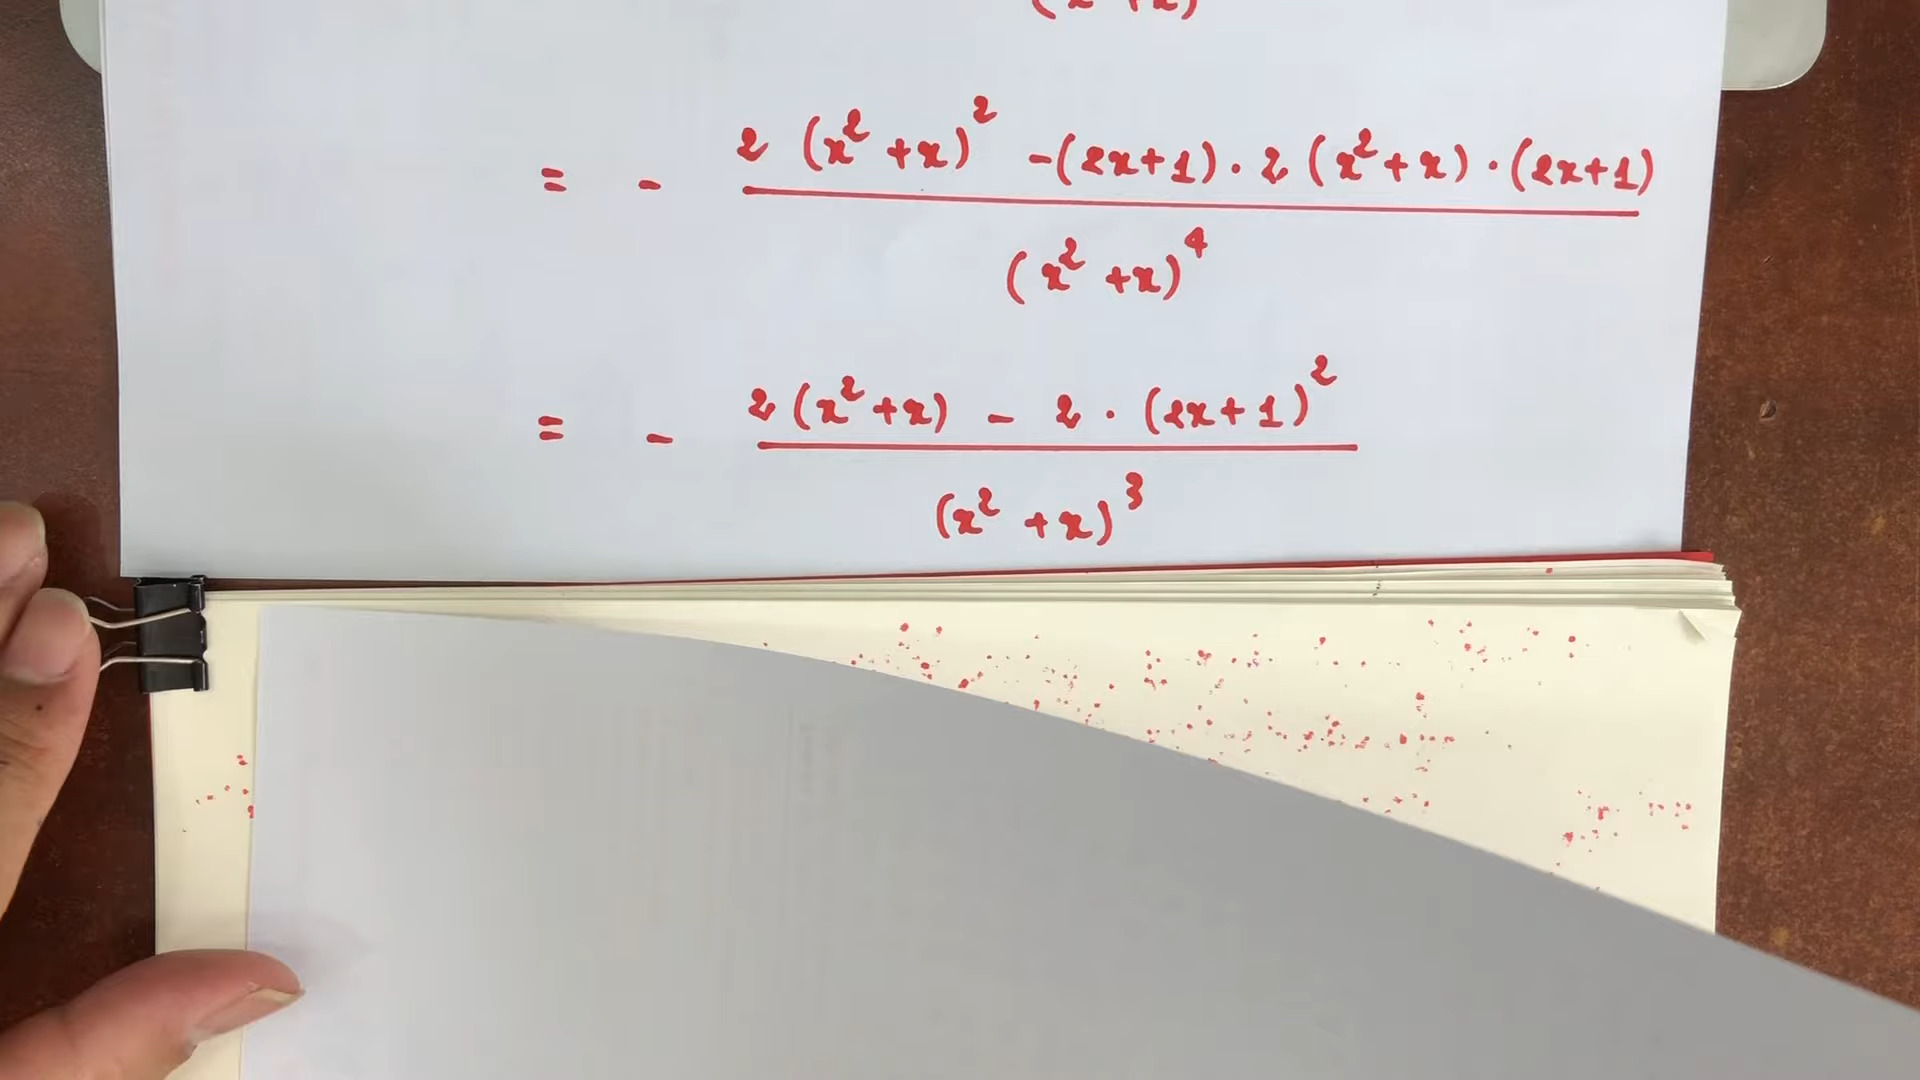 (x² + x)
= - 2 (x² + x)² - (2x + 1) · 2 (x² + x) · (2x + 1)
(x² + x)⁴
= - 2 (x² + x) - 2 · (2x + 1)²
(x² + x)³